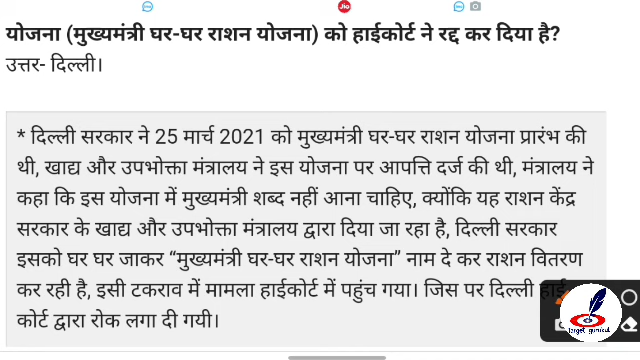 Jio
योजना (मुख्यमंत्री घर-घर राशन योजना) को हाईकोर्ट ने रद्द कर दिया है?
उत्तर- दिल्ली।
* दिल्ली सरकार ने 25 मार्च 2021 को मुख्यमंत्री घर-घर राशन योजना प्रारंभ की
थी, खाद्य और उपभोक्ता मंत्रालय ने इस योजना पर आपत्ति दर्ज की थी, मंत्रालय ने
कहा कि इस योजना में मुख्यमंत्री शब्द नहीं आना चाहिए, क्योंकि यह राशन केंद्र
सरकार के खाद्य और उपभोक्ता मंत्रालय द्वारा दिया जा रहा है, दिल्ली सरकार
इसको घर घर जाकर “मुख्यमंत्री घर-घर राशन योजना” नाम दे कर राशन वितरण
कर रही है, इसी टकराव में मामला हाईकोर्ट में पहुंच गया। जिस पर दिल्ली हाई
कोर्ट द्वारा रोक लगा दी गयी।
target gurukul